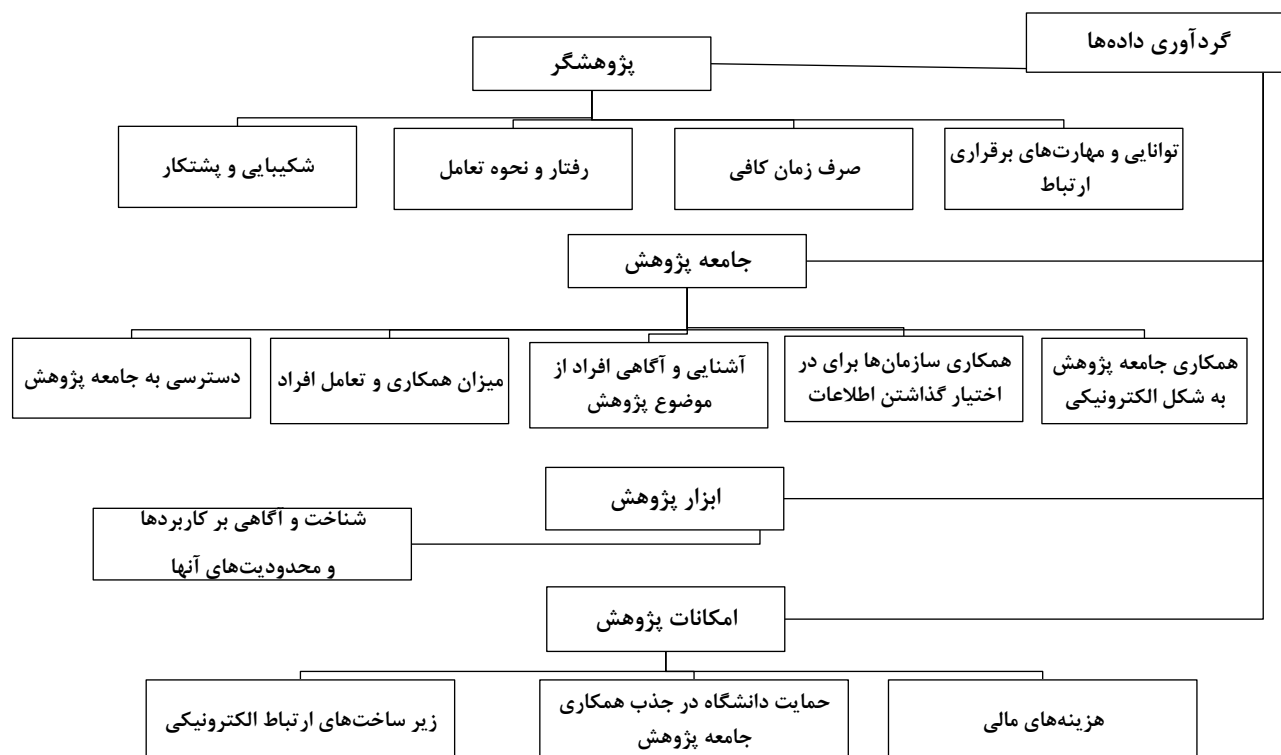 گردآوری داده‌ها
پژوهشگر
توانایی و مهارت‌های برقراری
ارتباط
صرف زمان کافی
رفتار و نحوه تعامل
شکیبایی و پشتکار
جامعه پژوهش
همکاری جامعه پژوهش
به شکل الکترونیکی
همکاری سازمان‌ها برای در
اختیار گذاشتن اطلاعات
آشنایی و آگاهی افراد از
موضوع پژوهش
میزان همکاری و تعامل افراد
دسترسی به جامعه پژوهش
ابزار پژوهش
شناخت و آگاهی بر کاربردها
و محدودیت‌های آنها
امکانات پژوهش
هزینه‌های مالی
حمایت دانشگاه در جذب همکاری
جامعه پژوهش
زیر ساخت‌های ارتباط الکترونیکی